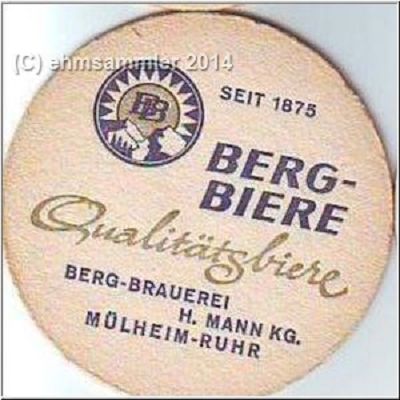 (C) ehmsammler 2014
BB
SEIT 1875
BERG-
BIERE
Qualitätsbiere
BERG-BRAUEREI
H. MANN KG.
MÜLHEIM-RUHR